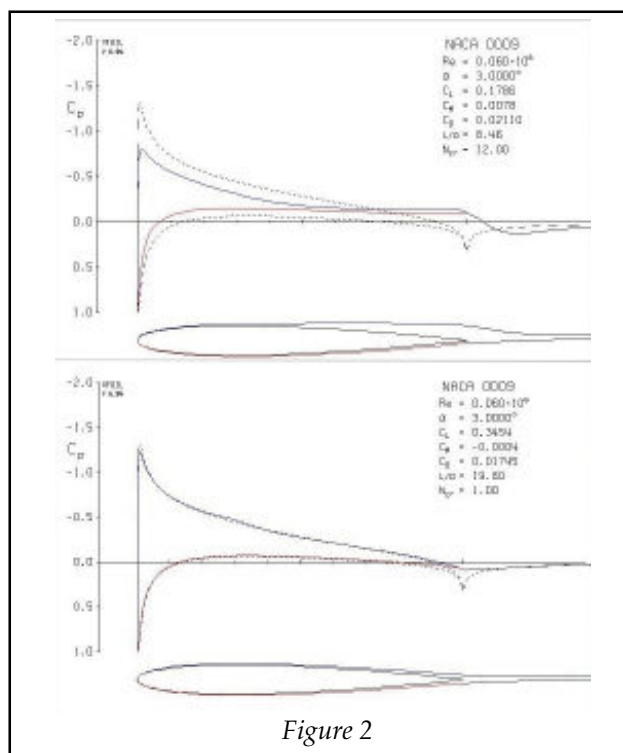 -2.0
-1.5
Cp
-1.0
-0.5
0.0
0.5
1.0
NACA 0009
Re = 0.060·10⁶
α = 3.0000°
CL = 0.1786
CM = 0.0078
CD = 0.02110
L/D = 8.46
Ncr = 12.00
-2.0
-1.5
Cp
-1.0
-0.5
0.0
0.5
1.0
NACA 0009
Re = 0.060·10⁶
α = 3.0000°
CL = 0.3454
CM = -0.0004
CD = 0.01745
L/D = 19.80
Ncr = 1.00
Figure 2